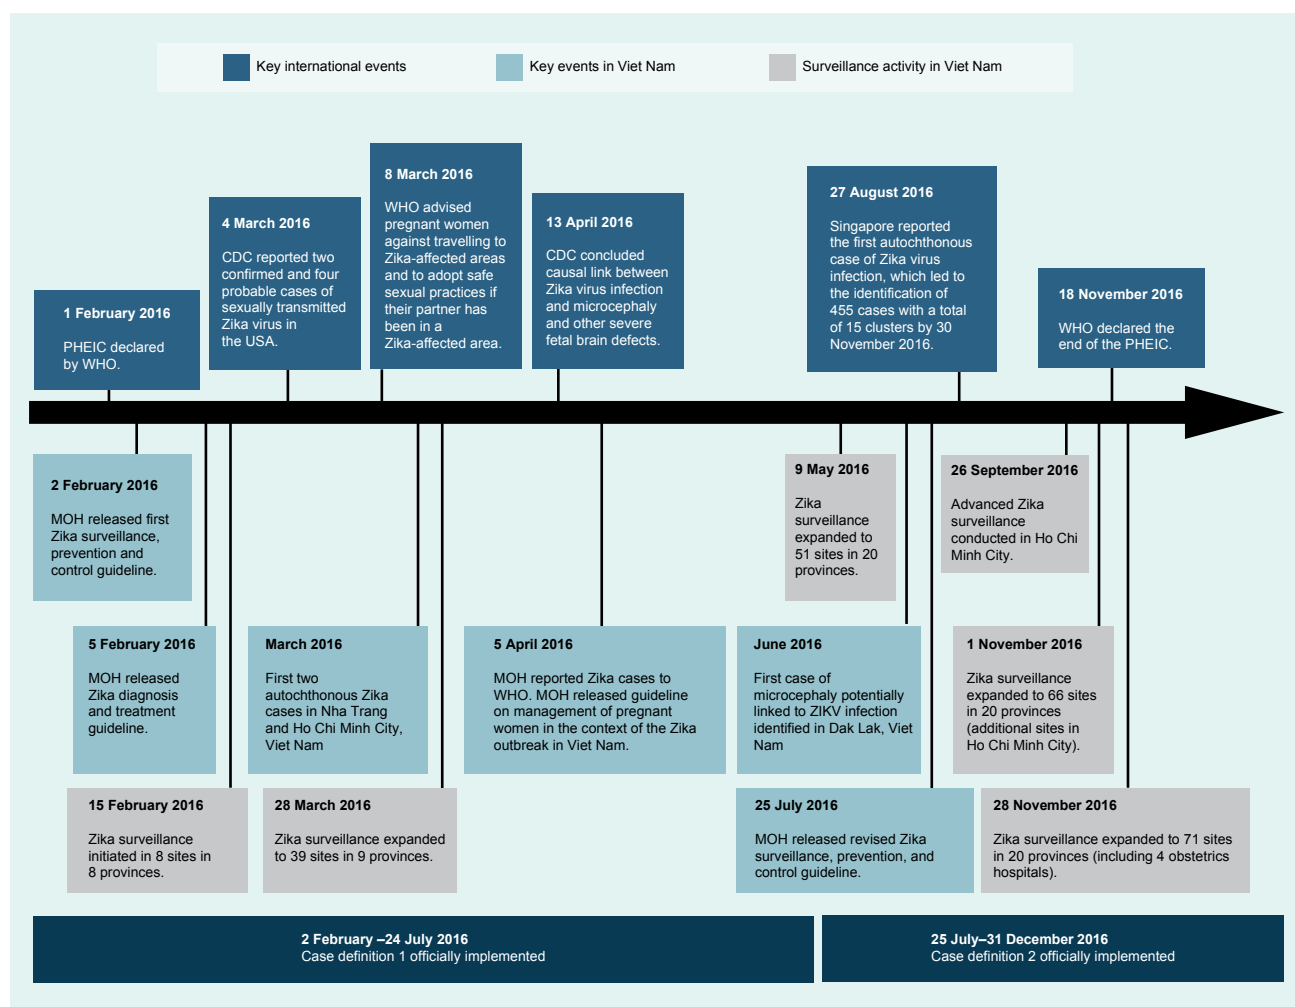 Key international events
Key events in Viet Nam
Surveillance activity in Viet Nam
1 February 2016
PHEIC declared
by WHO.
4 March 2016
CDC reported two
confirmed and four
probable cases of
sexually transmitted
Zika virus in
the USA.
8 March 2016
WHO advised
pregnant women
against travelling to
Zika-affected areas
and to adopt safe
sexual practices if
their partner has
been in a
Zika-affected area.
13 April 2016
CDC concluded
causal link between
Zika virus infection
and microcephaly
and other severe
fetal brain defects.
27 August 2016
Singapore reported
the first autochthonous
case of Zika virus
infection, which led to
the identification of
455 cases with a total
of 15 clusters by 30
November 2016.
18 November 2016
WHO declared the
end of the PHEIC.
2 February 2016
MOH released first
Zika surveillance,
prevention and
control guideline.
9 May 2016
Zika
surveillance
expanded to
51 sites in 20
provinces.
26 September 2016
Advanced Zika
surveillance
conducted in Ho Chi
Minh City.
5 February 2016
MOH released
Zika diagnosis
and treatment
guideline.
March 2016
First two
autochthonous Zika
cases in Nha Trang
and Ho Chi Minh City,
Viet Nam
5 April 2016
MOH reported Zika cases to
WHO. MOH released guideline
on management of pregnant
women in the context of the Zika
outbreak in Viet Nam.
June 2016
First case of
microcephaly potentially
linked to ZIKV infection
identified in Dak Lak, Viet
Nam
1 November 2016
Zika surveillance
expanded to 66 sites
in 20 provinces
(additional sites in
Ho Chi Minh City).
15 February 2016
Zika surveillance
initiated in 8 sites in
8 provinces.
28 March 2016
Zika surveillance expanded
to 39 sites in 9 provinces.
25 July 2016
MOH released revised Zika
surveillance, prevention, and
control guideline.
28 November 2016
Zika surveillance expanded to 71 sites
in 20 provinces (including 4 obstetrics
hospitals).
2 February –24 July 2016
Case definition 1 officially implemented
25 July–31 December 2016
Case definition 2 officially implemented